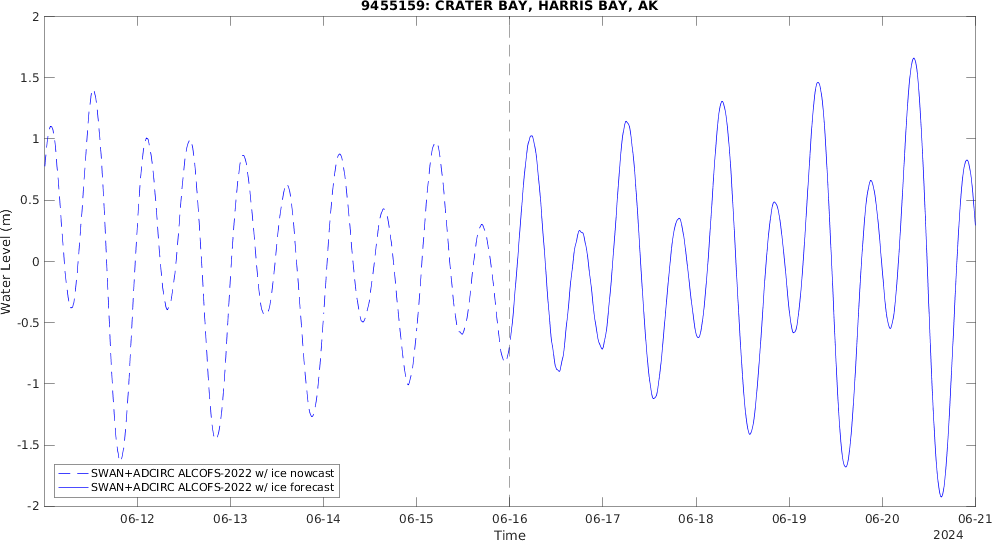 9455159: CRATER BAY, HARRIS BAY, AK
2
1.5
1
0.5
0
-0.5
-1
-1.5
-2
Water Level (m)
SWAN+ADCIRC ALCOFS-2022 w/ ice nowcast
SWAN+ADCIRC ALCOFS-2022 w/ ice forecast
06-12 06-13 06-14 06-15 06-16 06-17 06-18 06-19 06-20 06-21
Time
2024